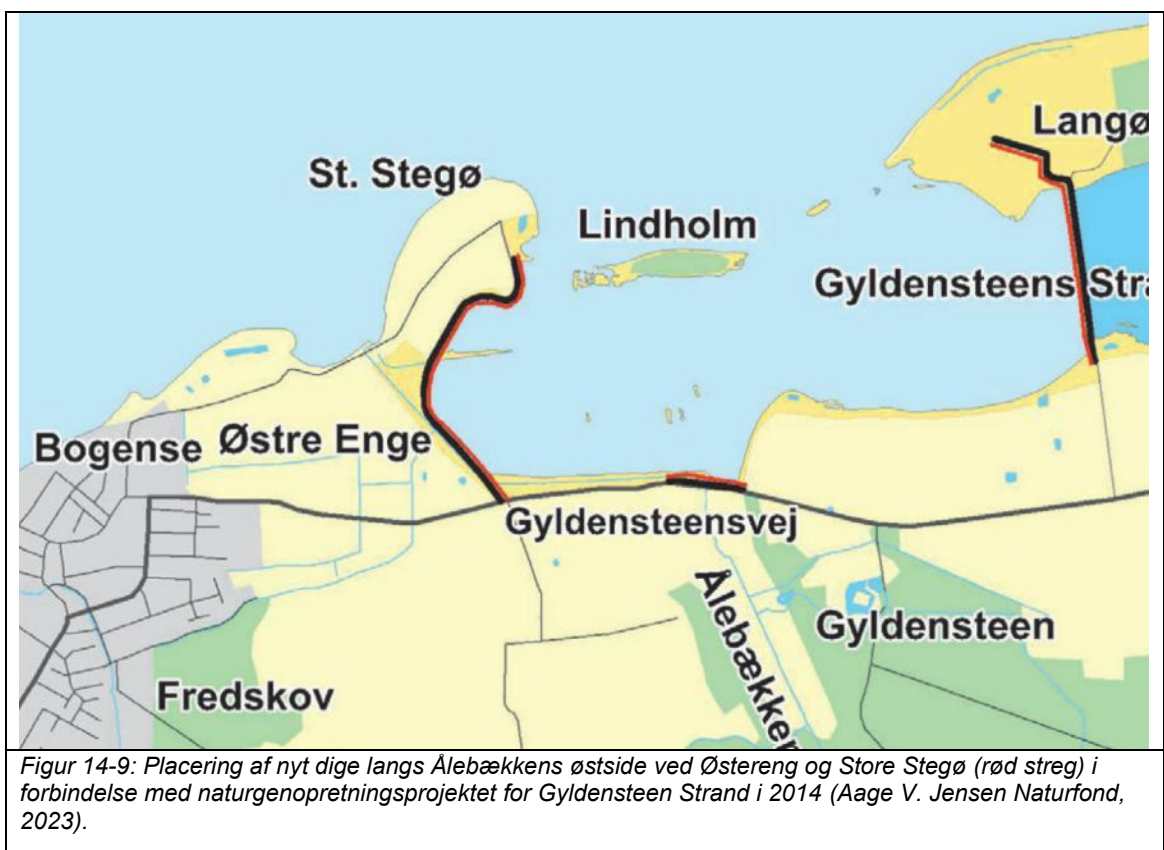 Langø
St. Stegø
Lindholm
Gyldensteens Stra
Bogense
Østre Enge
Gyldensteensvej
Ålebækken
Gyldensteen
Fredskov
Figur 14-9: Placering af nyt dige langs Ålebækkens østside ved Østereng og Store Stegø (rød streg) i
forbindelse med naturgenopretningsprojektet for Gyldensteen Strand i 2014 (Aage V. Jensen Naturfond,
2023).